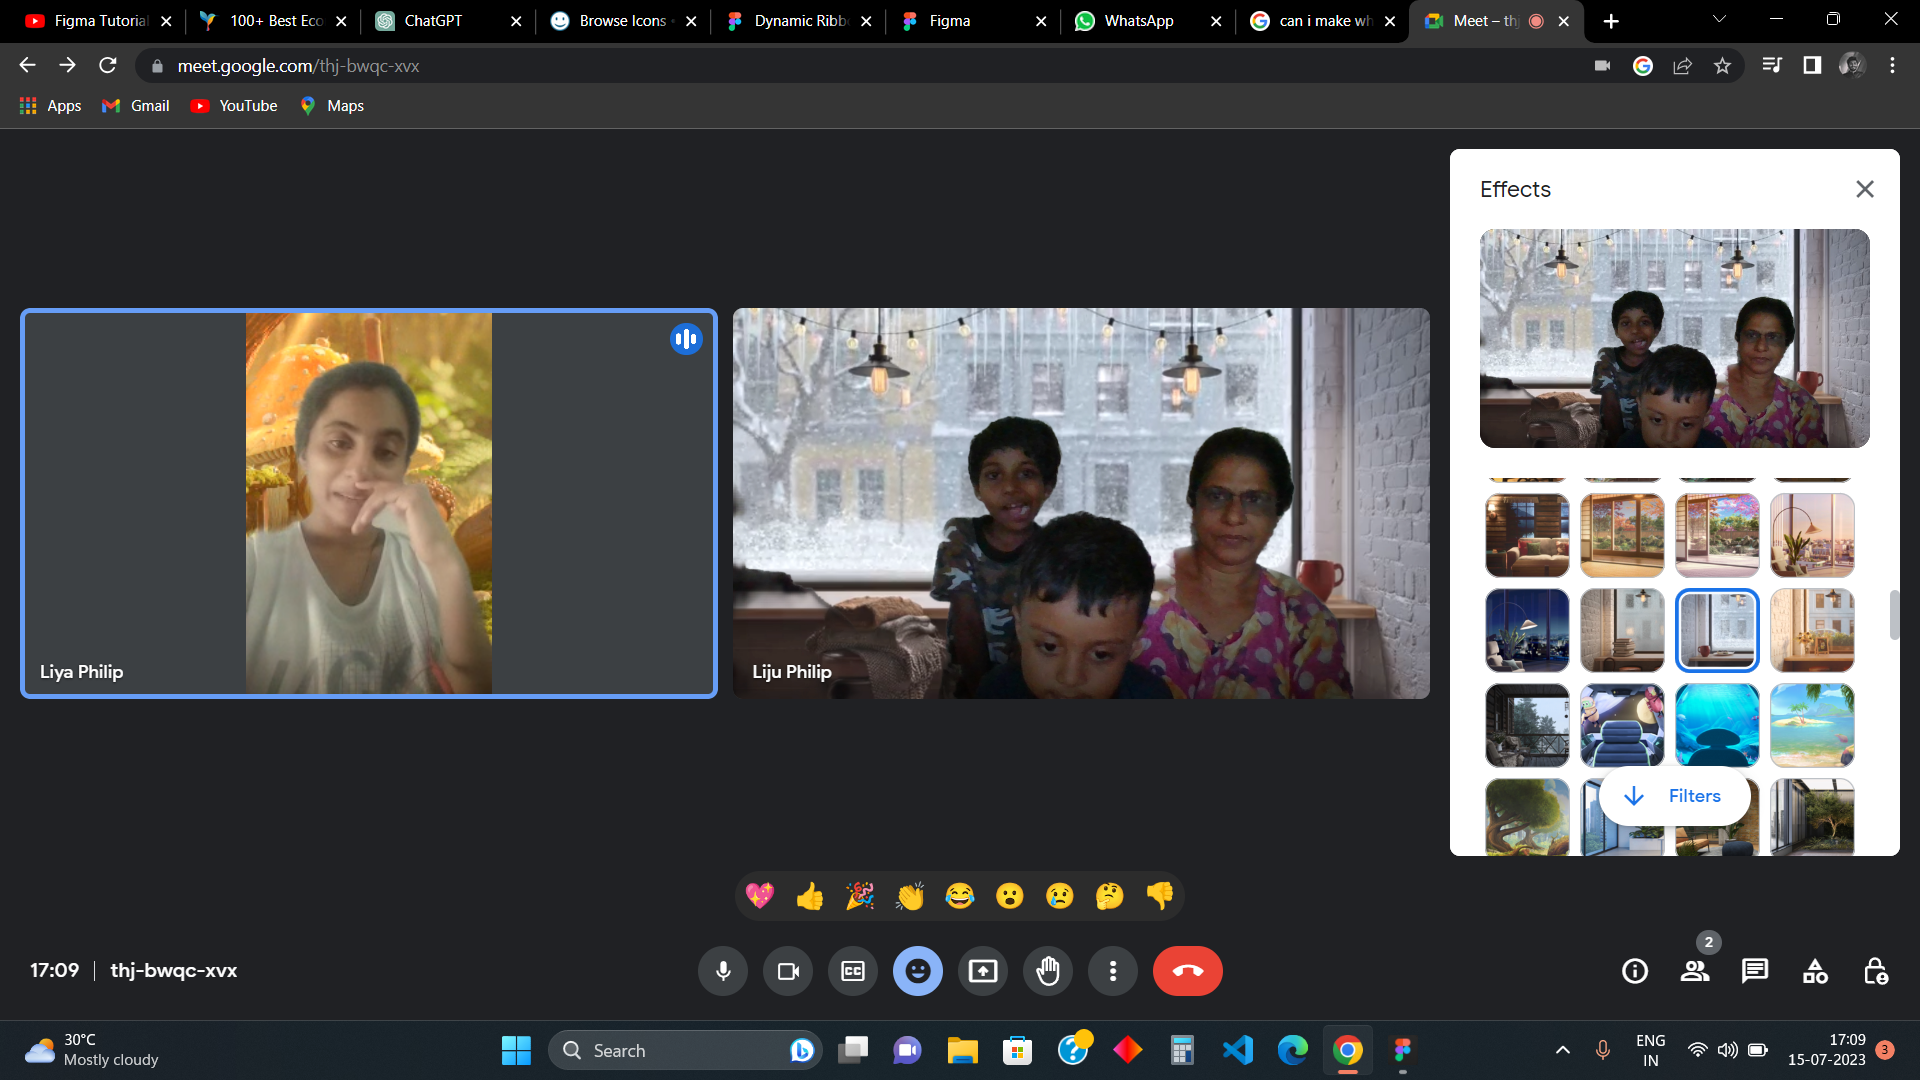 Figma Tutorial
100+ Best Eco
ChatGPT
Browse Icons
Dynamic Ribb
Figma
WhatsApp
can i make wh
Meet – thj
meet.google.com/thj-bwqc-xvx
Apps
Gmail
YouTube
Maps
Effects
Liya Philip
Liju Philip
Filters
2
17:09 | thj-bwqc-xvx
CC
30°C
Mostly cloudy
Search
ENG
IN
17:09
15-07-2023
3